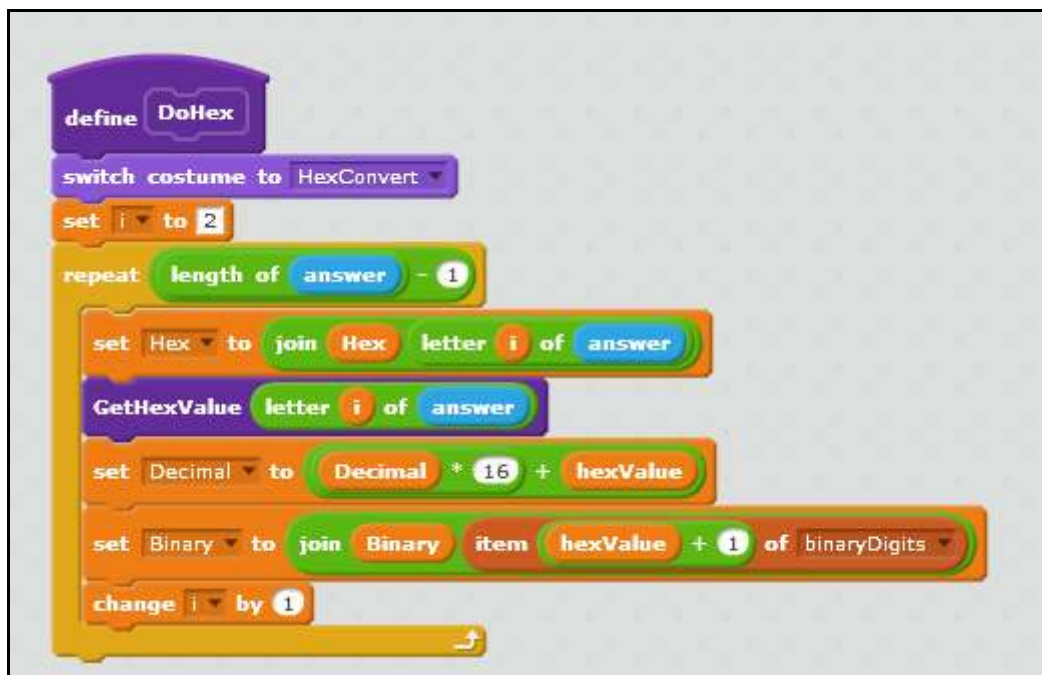 define DoHex
switch costume to HexConvert
set i to 2
repeat length of answer - 1
set Hex to join Hex letter i of answer
GetHexValue letter i of answer
set Decimal to Decimal * 16 + hexValue
set Binary to join Binary item hexValue + 1 of binaryDigits
change i by 1